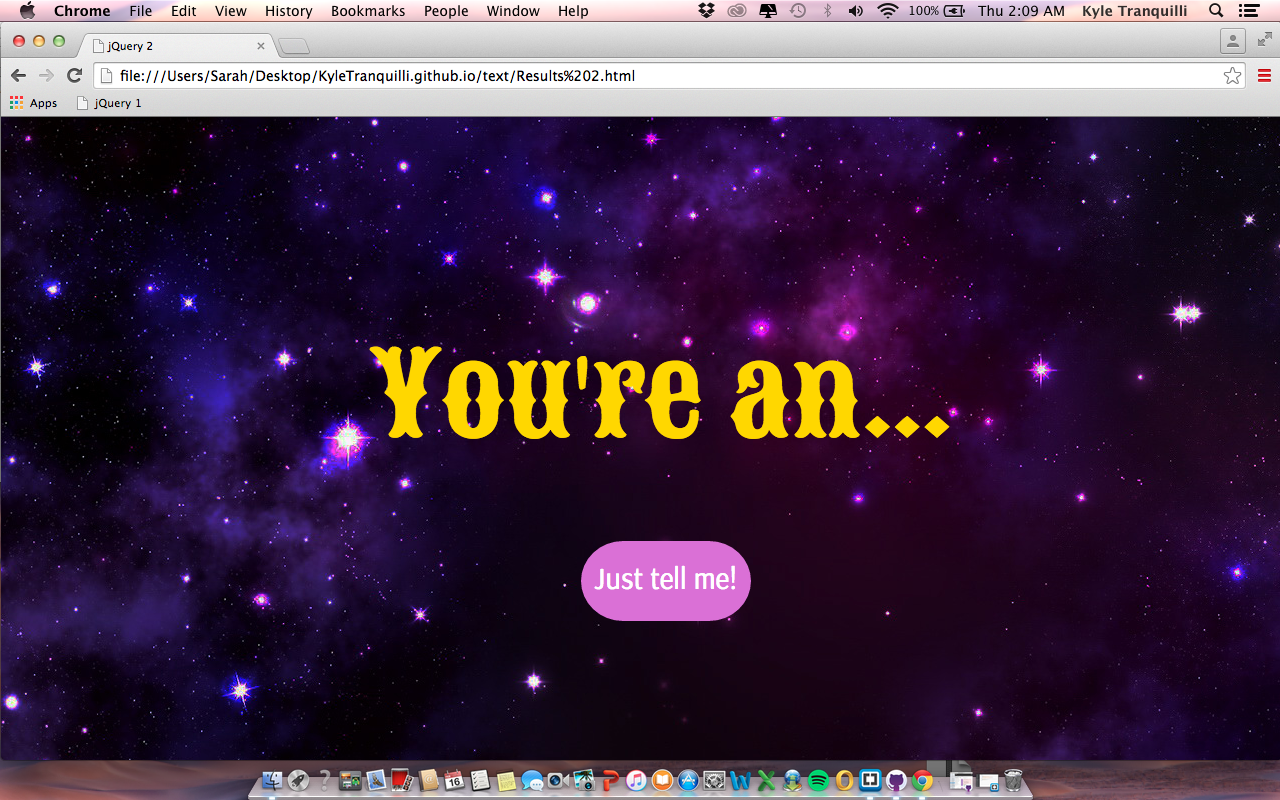 Chrome File Edit View History Bookmarks People Window Help 100% Thu 2:09 AM Kyle Tranquilli
jQuery 2
file:///Users/Sarah/Desktop/KyleTranquilli.github.io/text/Results%202.html
Apps jQuery 1
You're an...
Just tell me!
16